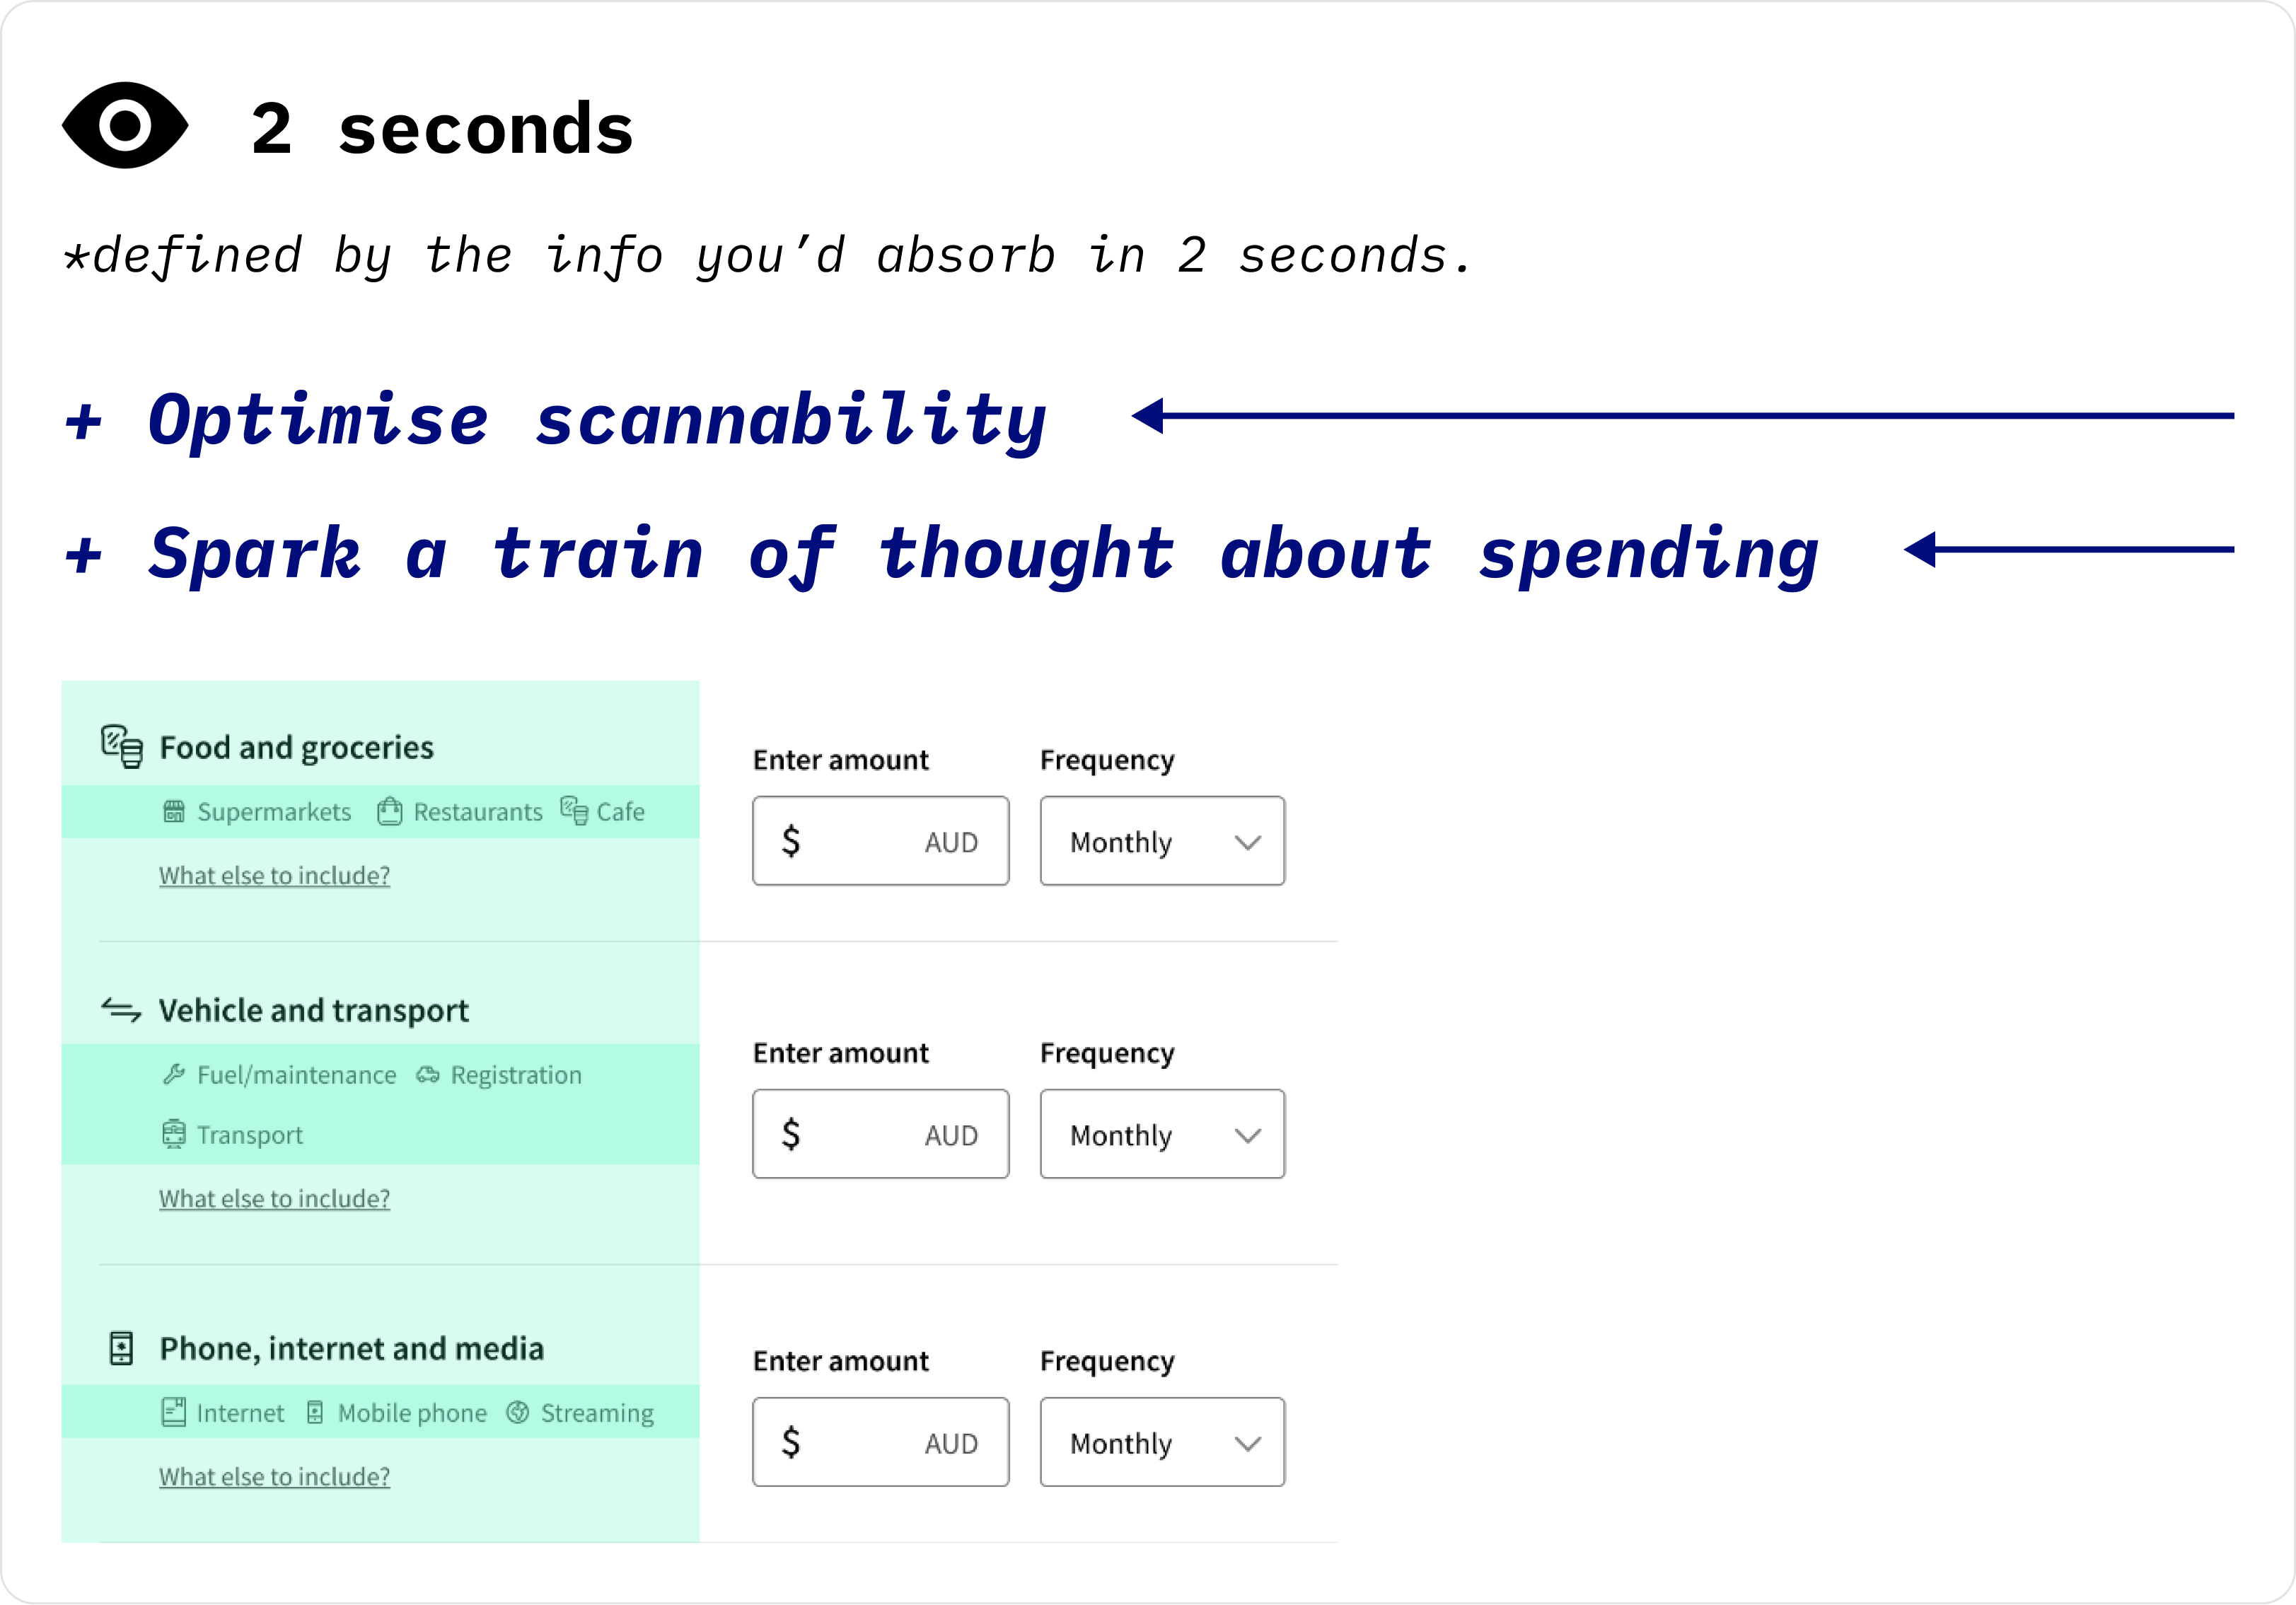 2 seconds
*defined by the info you’d absorb in 2 seconds.
+ Optimise scannability
+ Spark a train of thought about spending
Food and groceries
Supermarkets Restaurants Cafe
What else to include?
Enter amount Frequency
$ AUD Monthly
Vehicle and transport
Fuel/maintenance Registration
Transport
What else to include?
Enter amount Frequency
$ AUD Monthly
Phone, internet and media
Internet Mobile phone Streaming
What else to include?
Enter amount Frequency
$ AUD Monthly